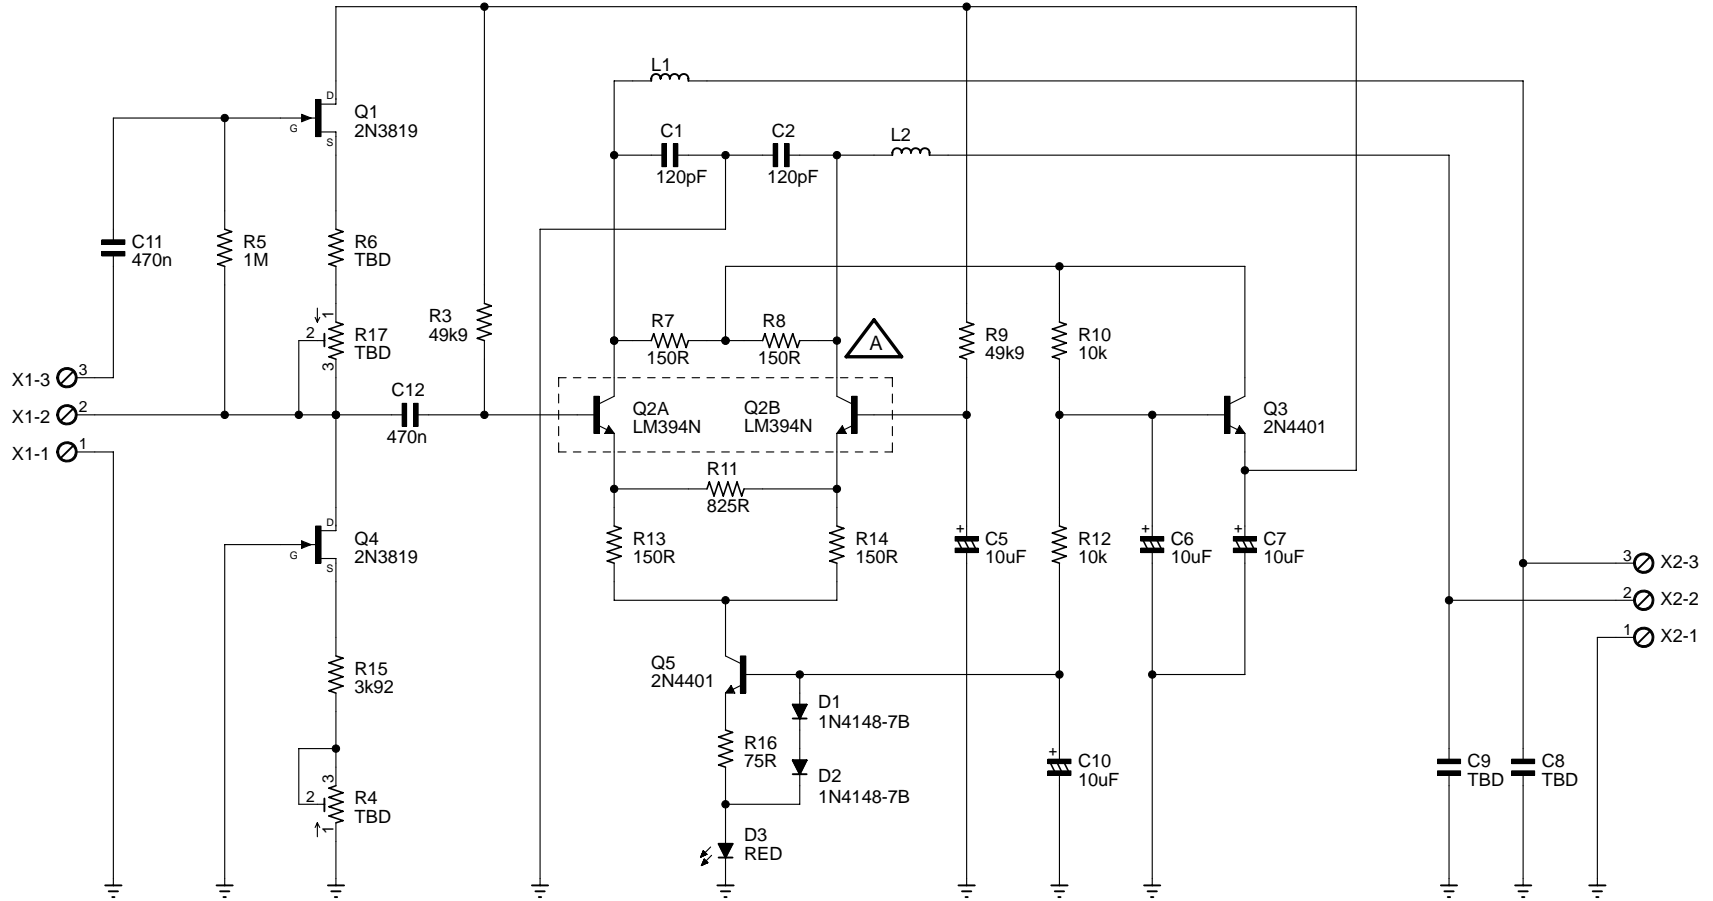 L1
D
Q1
2N3819
G
S
C1
C2
L2
120pF
120pF
C11
470n
R5
1M
R6
TBD
1
2
R17
TBD
3
R3
49k9
R7
150R
R8
150R
A
R9
49k9
R10
10k
X1-3
3
X1-2
2
X1-1
1
C12
470n
Q2A
LM394N
Q2B
LM394N
Q3
2N4401
R11
825R
D
Q4
2N3819
G
S
R13
150R
R14
150R
+
C5
10uF
R12
10k
+
C6
10uF
+
C7
10uF
3
X2-3
2
X2-2
1
X2-1
R15
3k92
Q5
2N4401
D1
1N4148-7B
R16
75R
D2
1N4148-7B
+
C10
10uF
C9
TBD
C8
TBD
3
2
R4
TBD
1
D3
RED